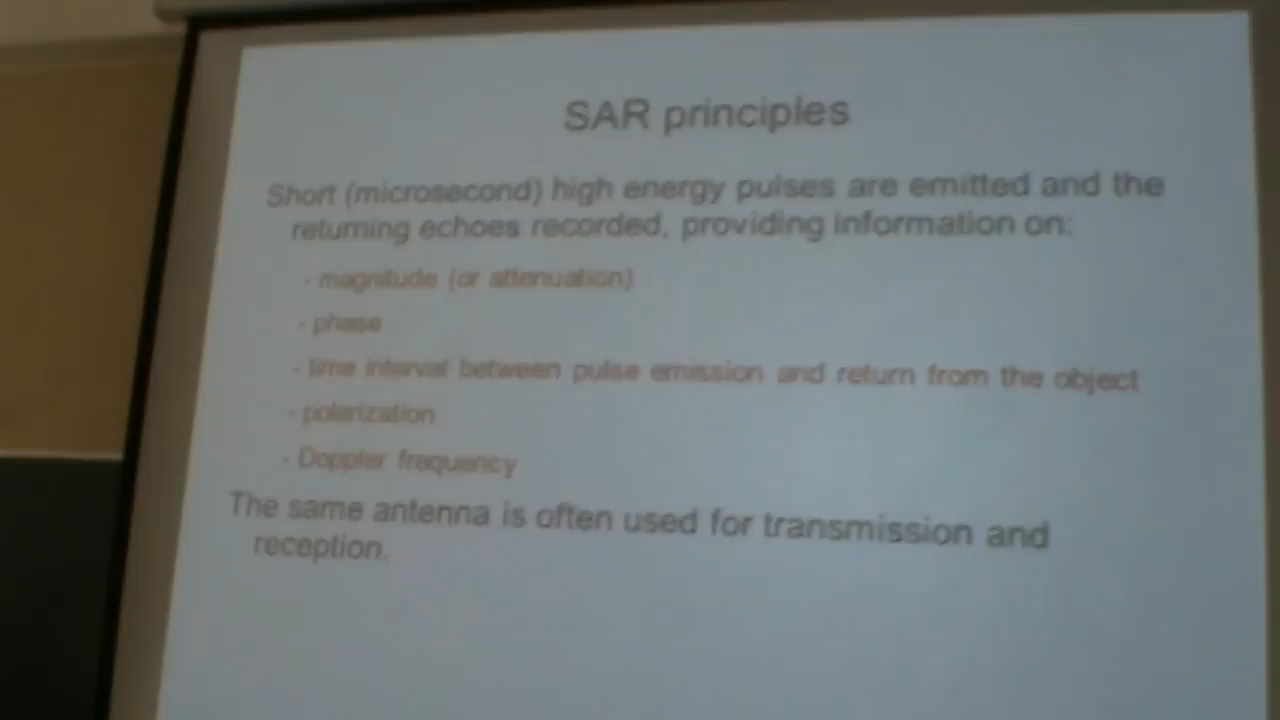 SAR principles
Short (microsecond) high energy pulses are emitted and the
returning echoes recorded, providing information on:
- magnitude (or attenuation)
- phase
- time interval between pulse emission and return from the object
- polarization
- Doppler frequency
The same antenna is often used for transmission and
reception.